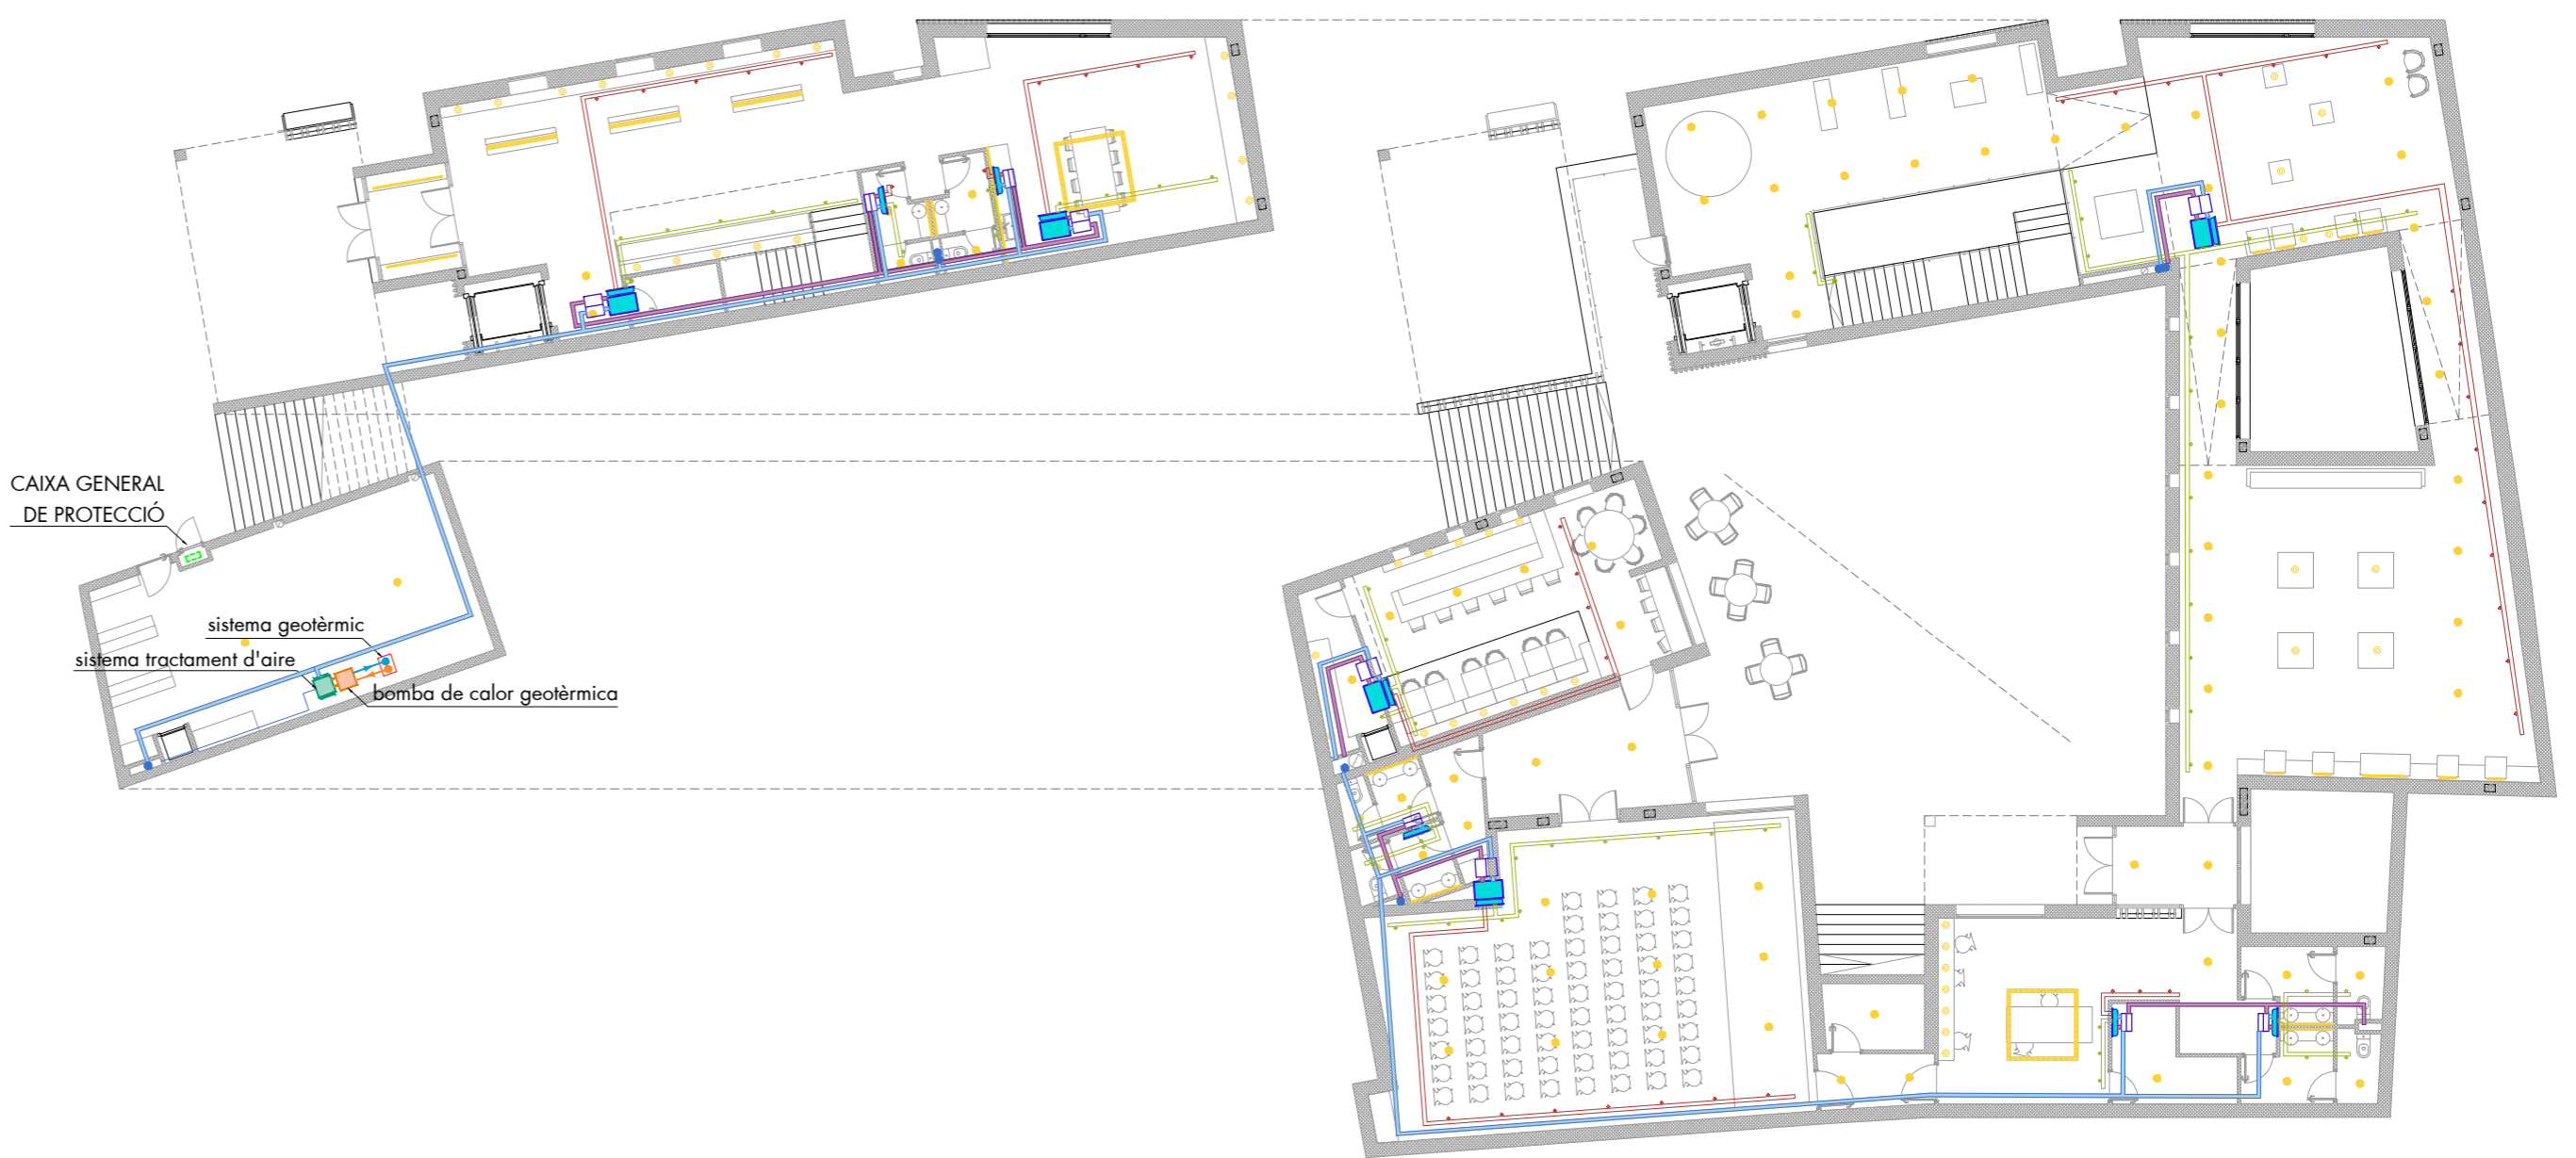 CAIXA GENERAL
DE PROTECCIÓ
sistema geotèrmic
sistema tractament d'aire
bomba de calor geotèrmica